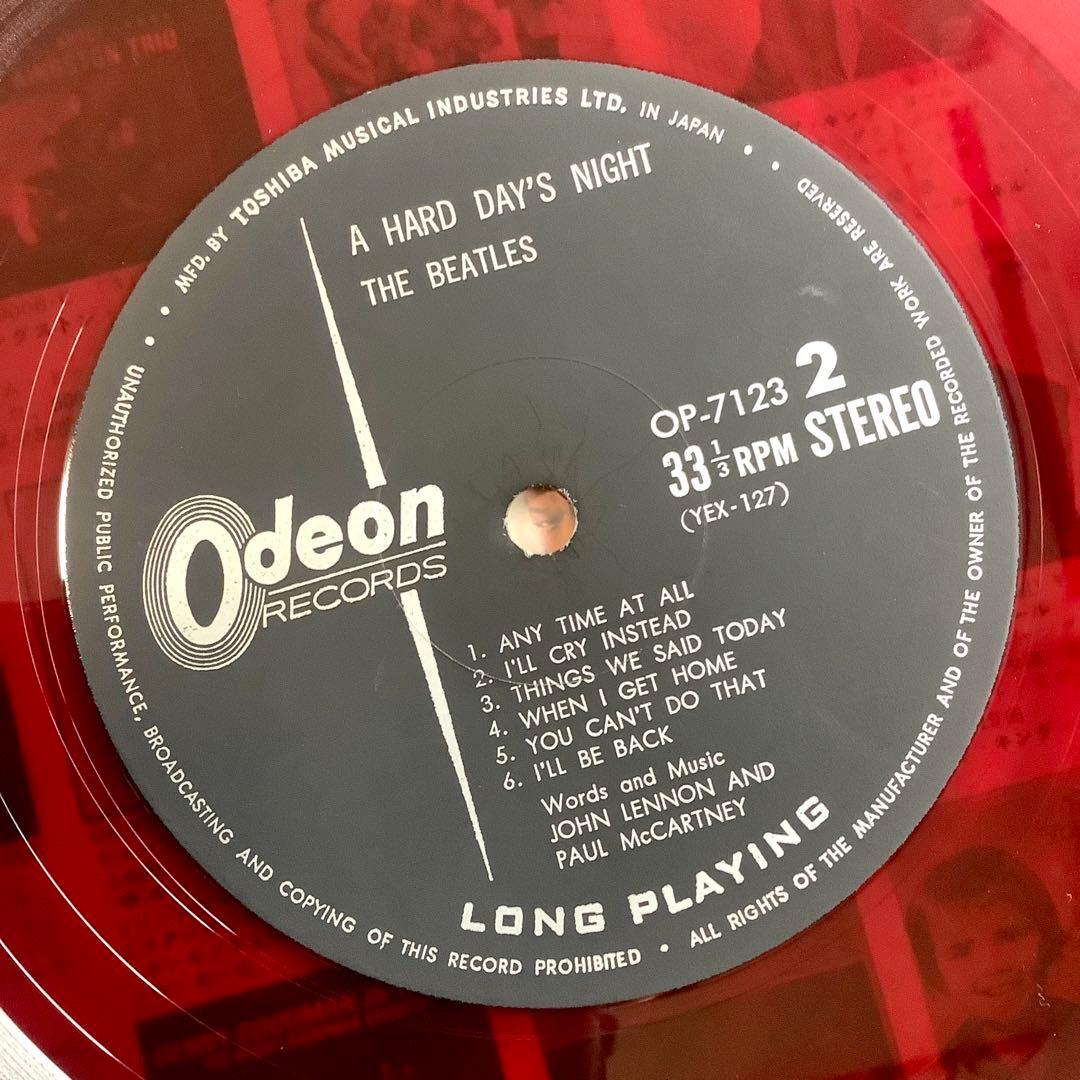 MFD. BY TOSHIBA MUSICAL INDUSTRIES LTD. IN JAPAN
A HARD DAY'S NIGHT
THE BEATLES
OP-7123 2
33 1/3 RPM STEREO
(YEX-127)
Odeon
RECORDS
1. ANY TIME AT ALL
2. I'LL CRY INSTEAD
3. THINGS WE SAID TODAY
4. WHEN I GET HOME
5. YOU CAN'T DO THAT
6. I'LL BE BACK
Words and Music
JOHN LENNON AND
PAUL McCARTNEY
LONG PLAYING
UNAUTHORIZED PUBLIC PERFORMANCE, BROADCASTING AND COPYING OF THIS RECORD PROHIBITED • ALL RIGHTS OF THE MANUFACTURER AND OF THE OWNER OF THE RECORDED WORK ARE RESERVED
TRIO